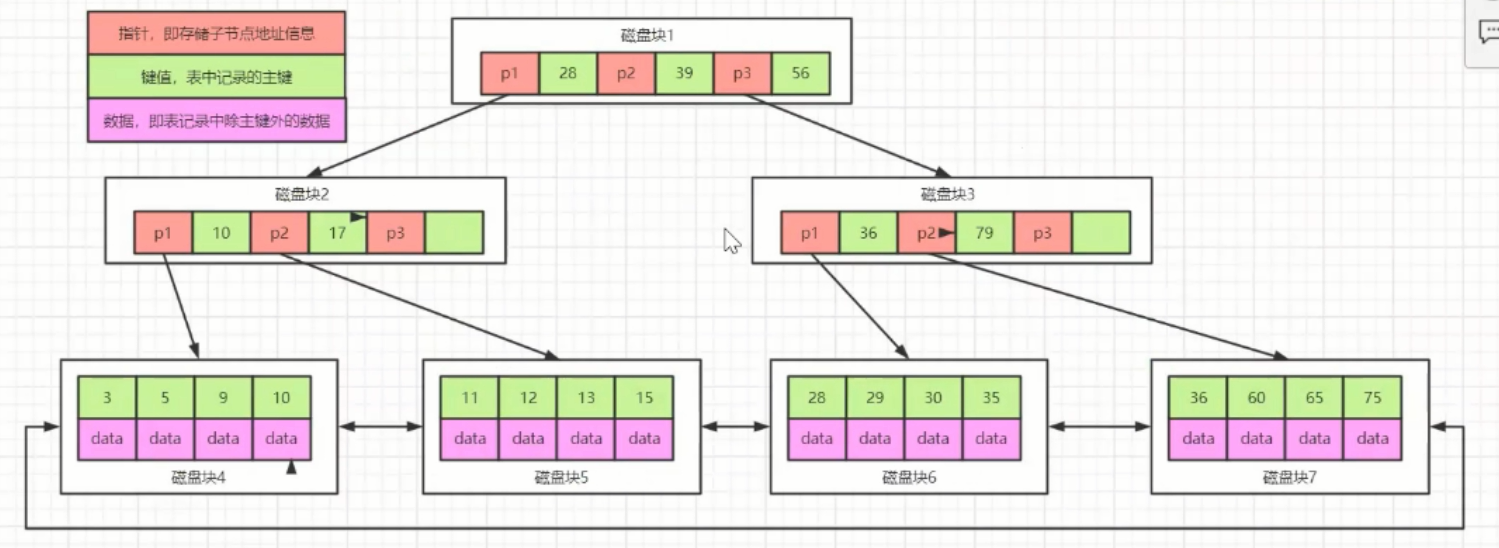 指针，即存储子节点地址信息
键值，表中记录的主键
数据，即表记录中除主键外的数据
磁盘块1
p1 28 p2 39 p3 56
磁盘块2
p1 10 p2 17 p3
磁盘块3
p1 36 p2 79 p3
3 5 9 10
data data data data
磁盘块4
11 12 13 15
data data data data
磁盘块5
28 29 30 35
data data data data
磁盘块6
36 60 65 75
data data data data
磁盘块7